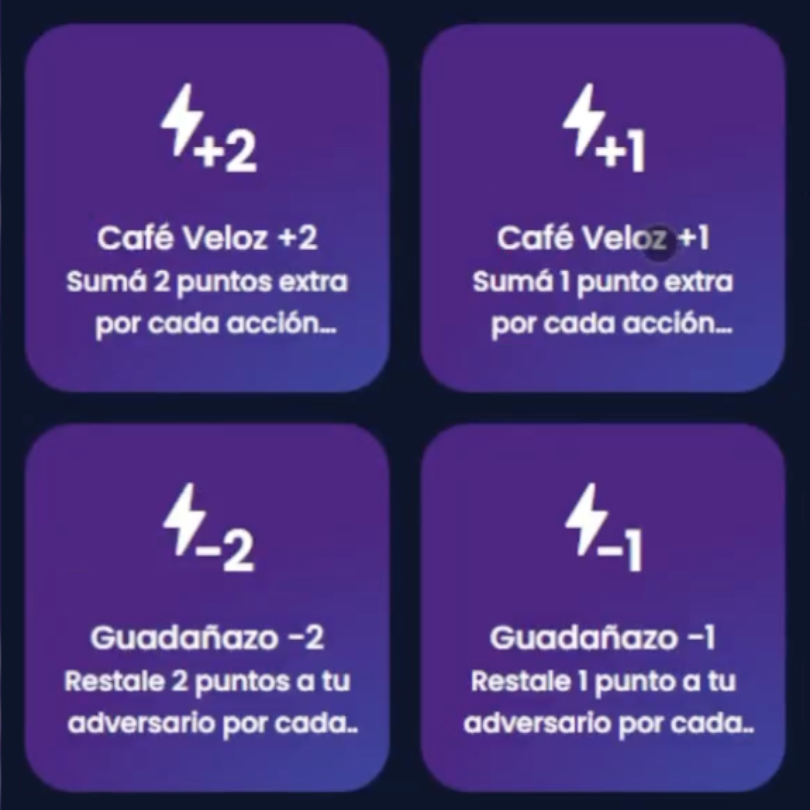 +2
Café Veloz +2
Sumá 2 puntos extra
por cada acción...
+1
Café Veloz +1
Sumá 1 punto extra
por cada acción...
-2
Guadañazo -2
Restale 2 puntos a tu
adversario por cada..
-1
Guadañazo -1
Restale 1 punto a tu
adversario por cada..